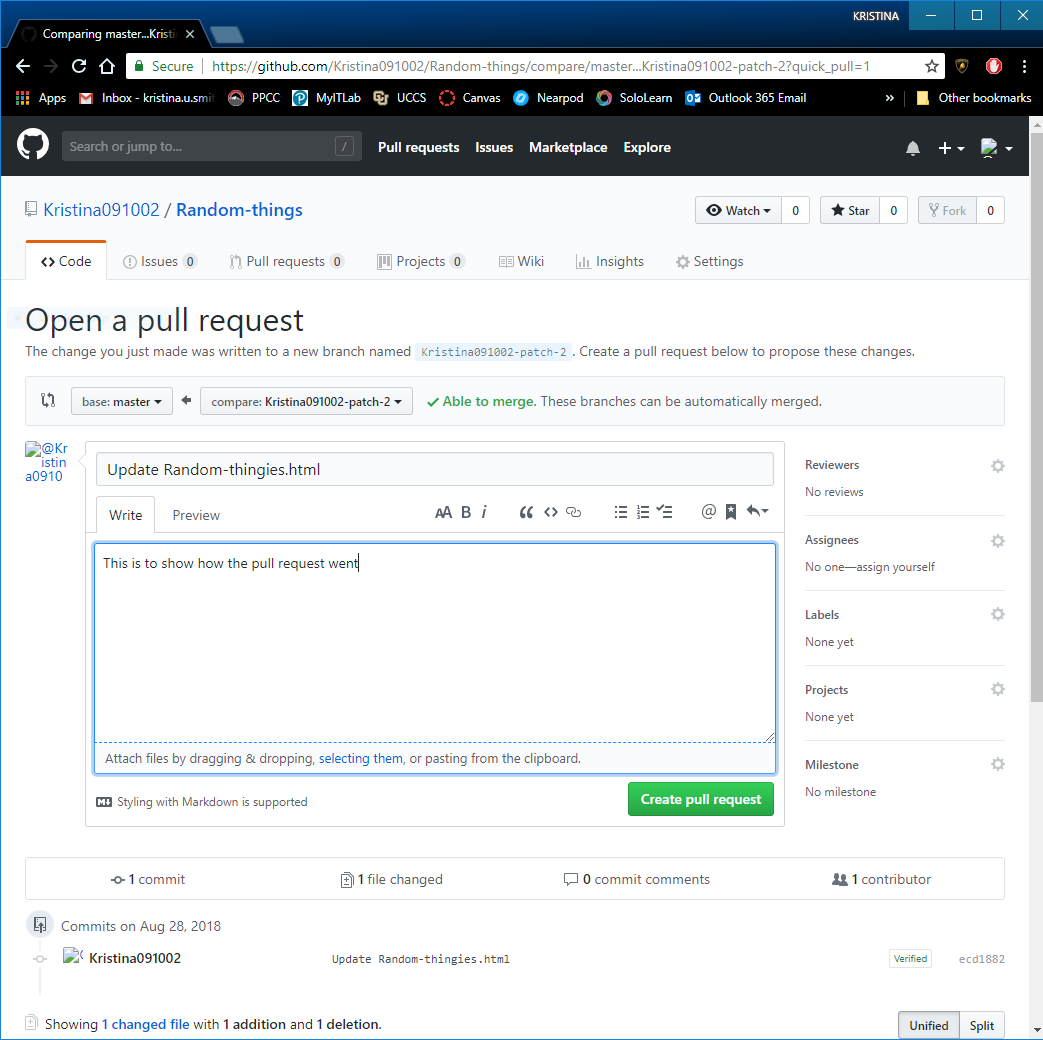 KRISTINA
Comparing master...Kristi
Secure https://github.com/Kristina091002/Random-things/compare/master...Kristina091002-patch-2?quick_pull=1
Apps Inbox - kristina.u.smit PPCC MyITLab UCCS Canvas Nearpod SoloLearn Outlook 365 Email » Other bookmarks
Search or jump to... / Pull requests Issues Marketplace Explore
Kristina091002 / Random-things Watch 0 Star 0 Fork 0
Code Issues 0 Pull requests 0 Projects 0 Wiki Insights Settings
Open a pull request
The change you just made was written to a new branch named Kristina091002-patch-2 . Create a pull request below to propose these changes.
base: master compare: Kristina091002-patch-2 Able to merge. These branches can be automatically merged.
@Kr
istin
a0910
Update Random-thingies.html
Write Preview AA B i @
This is to show how the pull request went
Attach files by dragging & dropping, selecting them, or pasting from the clipboard.
Styling with Markdown is supported Create pull request
Reviewers
No reviews
Assignees
No one—assign yourself
Labels
None yet
Projects
None yet
Milestone
No milestone
1 commit 1 file changed 0 commit comments 1 contributor
Commits on Aug 28, 2018
Kristina091002 Update Random-thingies.html Verified ecd1882
Showing 1 changed file with 1 addition and 1 deletion. Unified Split